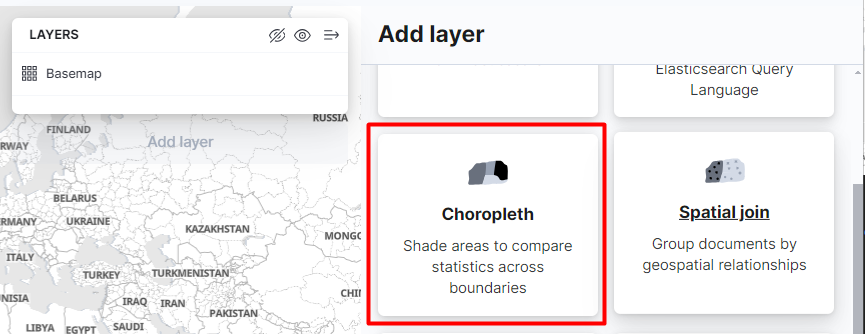 LAYERS
Basemap
Add layer
FINLAND
RUSSIA
RWAY
BELARUS
RMANY
UKRAINE
KAZAKHSTAN
MONGO
ITALY
TURKEY
TURKMENISTAN
CHIN
NISIA
IRAQ
IRAN
PAKISTAN
LIBYA
EGYPT
SAUDI
Add layer
Elasticsearch Query
Language
Choropleth
Shade areas to compare
statistics across
boundaries
Spatial join
Group documents by
geospatial relationships